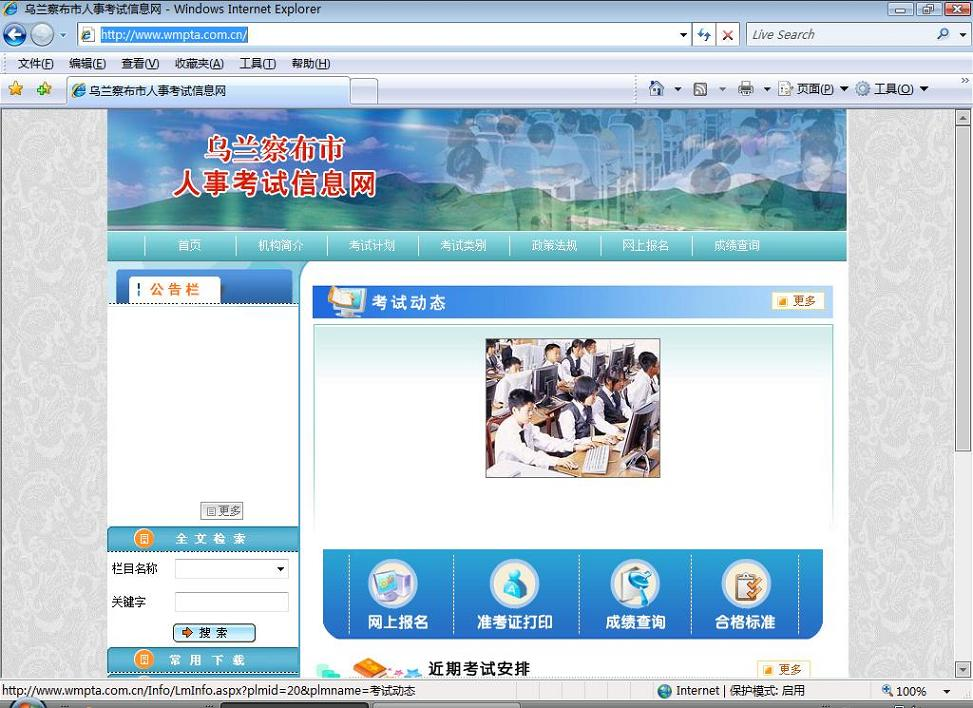 乌兰察布市人事考试信息网 - Windows Internet Explorer
http://www.wmpta.com.cn/
Live Search
文件(F) 编辑(E) 查看(V) 收藏夹(A) 工具(T) 帮助(H)
乌兰察布市人事考试信息网
页面(P) 工具(O)
乌兰察布市
人事考试信息网
首页 机构简介 考试计划 考试类别 政策法规 网上报名 成绩查询
公告栏
考试动态
更多
更多
全文检索
栏目名称
关键字
搜索
网上报名 准考证打印 成绩查询 合格标准
常用下载
近期考试安排
更多
http://www.wmpta.com.cn/Info/LmInfo.aspx?plmid=20&plmname=考试动态
Internet | 保护模式: 启用
100%